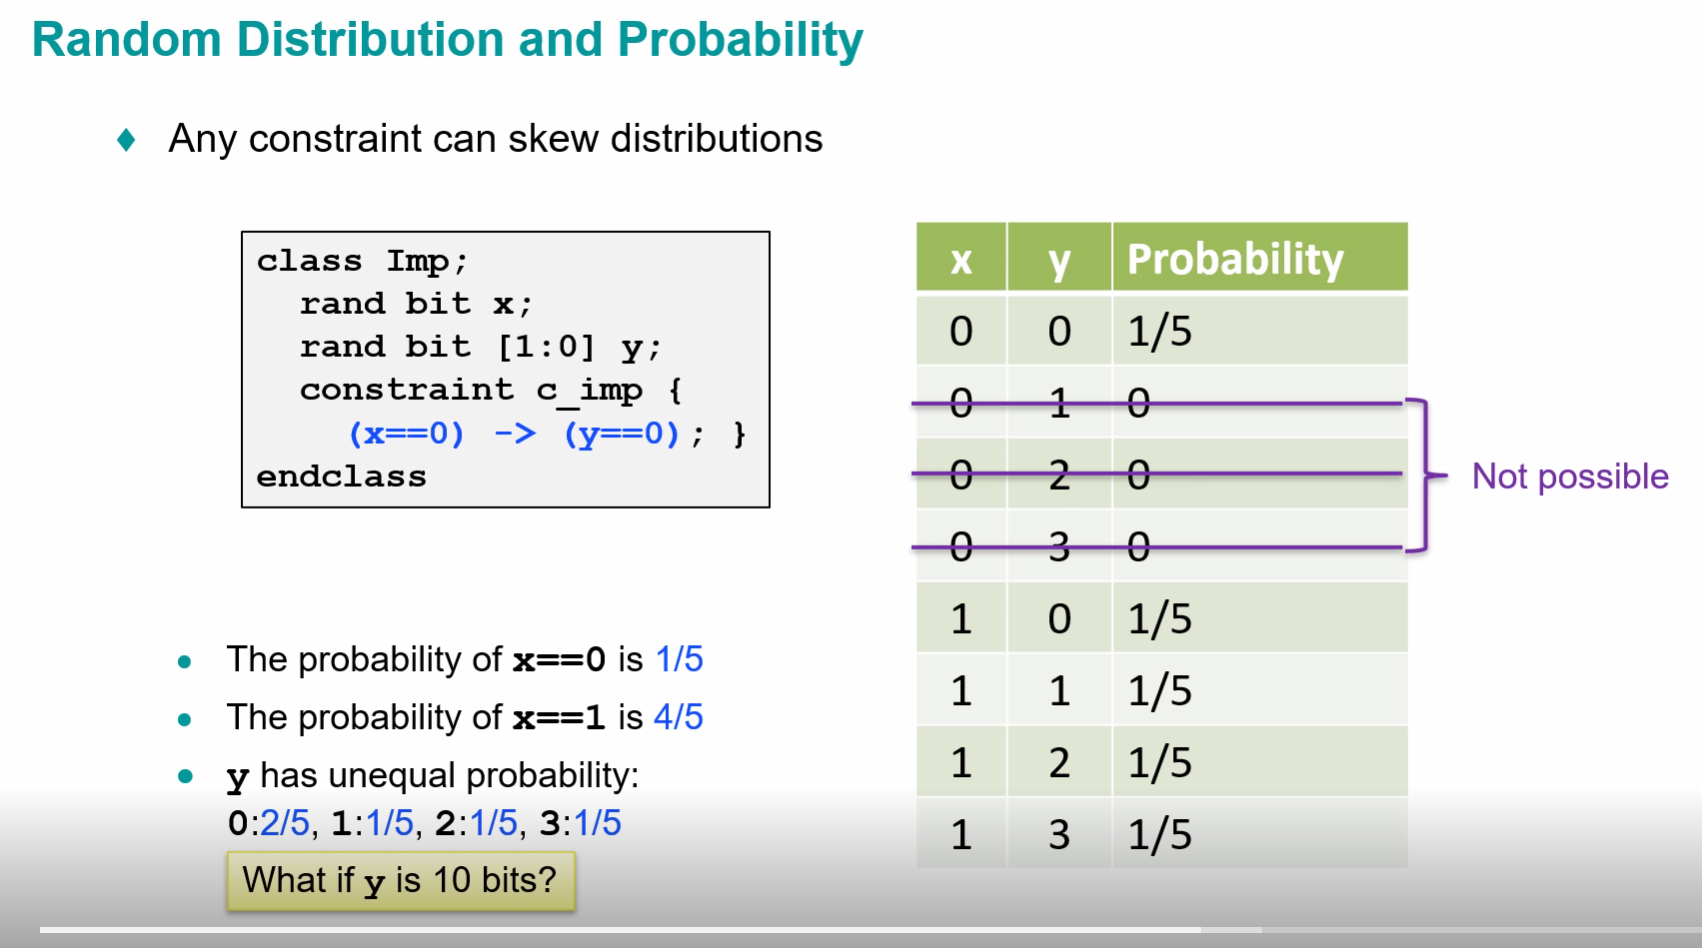 Random Distribution and Probability
♦ Any constraint can skew distributions
class Imp;
rand bit x;
rand bit [1:0] y;
constraint c_imp {
(x==0) -> (y==0); }
endclass
• The probability of x==0 is 1/5
• The probability of x==1 is 4/5
• y has unequal probability:
0:2/5, 1:1/5, 2:1/5, 3:1/5
What if y is 10 bits?
x y Probability
0 0 1/5
0 1 0
0 2 0
0 3 0
1 0 1/5
1 1 1/5
1 2 1/5
1 3 1/5
Not possible